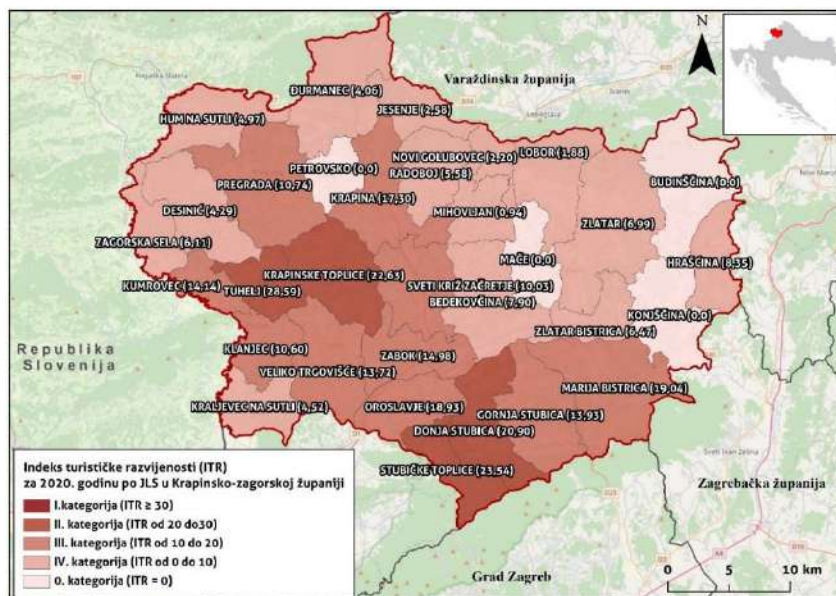 N
Varaždinska županija
ĐURMANEC (4,06)
JESENJE (2,58)
HUM NA SUTLI (4,97)
LOBOR (1,88)
NOVI GOLUBOVEC (2,20)
PETROVSKO (0,0)
RADOBOJ (5,58)
BUDINŠČINA (0,0)
PREGRADA (10,74)
KRAPINA (17,30)
DESINIĆ (4,29)
MIHOVLJAN (0,94)
ZLATAR (6,99)
ZAGORSKA SELA (6,11)
MAČE (0,0)
HRAŠĆINA (8,35)
KRAPINSKE TOPLICE (22,63)
KUMROVEC (14,14)
TUHELJ (28,59)
SVETI KRIŽ ZAČRETJE (10,03)
BEDEKOVČINA (7,90)
KONJŠČINA (0,0)
ZLATAR BISTRICA (6,47)
Republika
Slovenija
KLANJEC (10,60)
ZABOK (14,98)
VELIKO TRGOVIŠĆE (13,72)
MARIJA BISTRICA (19,04)
KRALJEVEC NA SUTLI (4,52)
OROSLAVJE (18,93)
GORNJA STUBICA (13,93)
DONJA STUBICA (20,90)
STUBIČKE TOPLICE (23,54)
Sveti Ivan Zelina
Zagrebačka županija
Grad Zagreb
Indeks turističke razvijenosti (ITR)
za 2020. godinu po JLS u Krapinsko-zagorskoj županiji
I.kategorija (ITR ≥ 30)
II. kategorija (ITR od 20 do30)
III. kategorija (ITR od 10 do 20)
IV. kategorija (ITR od 0 do 10)
0. kategorija (ITR = 0)
0 5 10 km